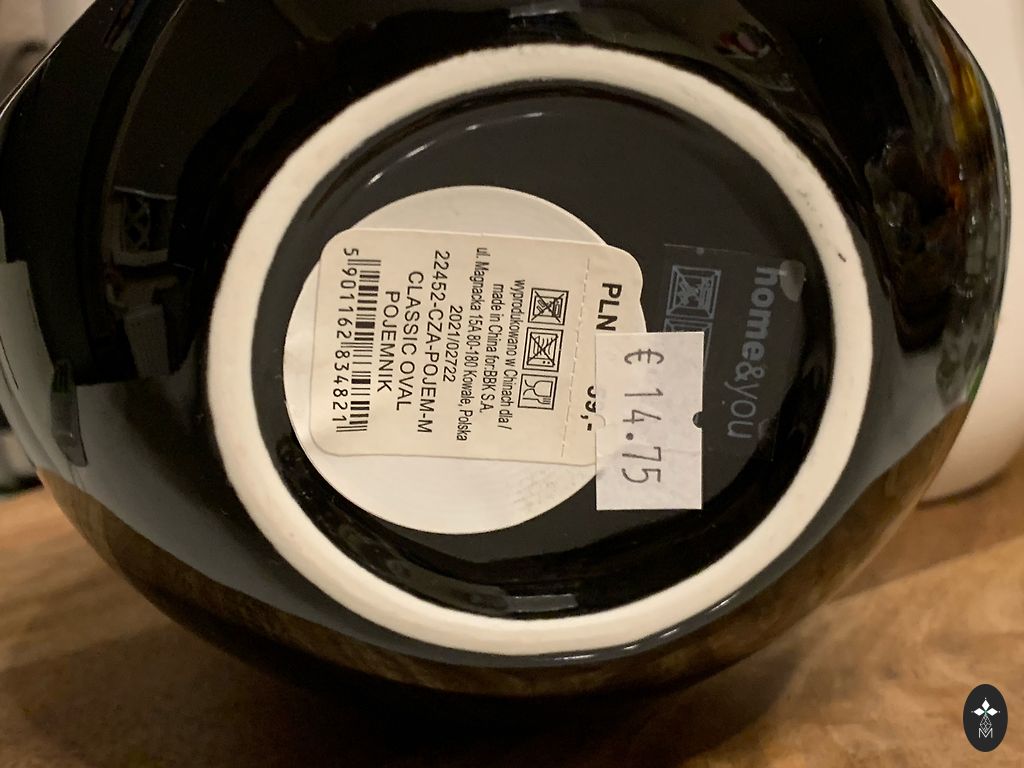 home&you
€ 14.75
PLN
wyprodukowano w Chinach dla /
made in China for:BBK S.A.
ul. Magnacka 15A 80-180 Kowale, Polska
2021/02722
22452-CZA-POJEM-M
CLASSIC OVAL
POJEMNIK
5901162834821
M